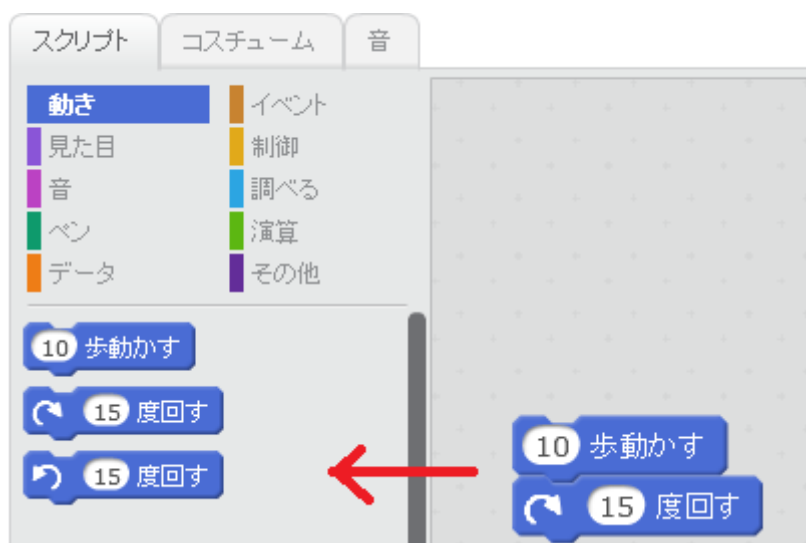 スクリプト
コスチューム
音
動き
イベント
見た目
制御
音
調べる
ペン
演算
データ
その他
10 歩動かす
15 度回す
15 度回す
10 歩動かす
15 度回す